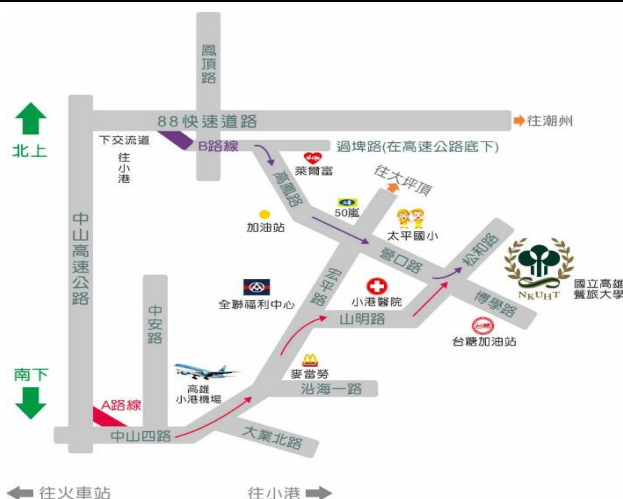 鳳頂路
88快速道路
往潮州
北上
下交流道
往小港
B路線
過埤路(在高速公路底下)
萊爾富
往大坪頂
高鳳路
50嵐
加油站
太平國小
松和路
中山高速公路
營口路
宏平路
NKUHT
國立高雄
餐旅大學
全聯福利中心
小港醫院
博學路
中安路
山明路
台糖
台糖加油站
南下
高雄
小港機場
麥當勞
沿海一路
A路線
中山四路
大業北路
往火車站
往小港